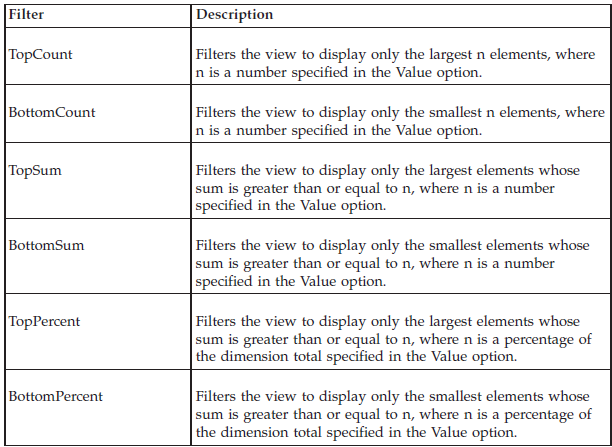 Filter Description
TopCount Filters the view to display only the largest n elements, where
n is a number specified in the Value option.
BottomCount Filters the view to display only the smallest n elements, where
n is a number specified in the Value option.
TopSum Filters the view to display only the largest elements whose
sum is greater than or equal to n, where n is a number
specified in the Value option.
BottomSum Filters the view to display only the smallest elements whose
sum is greater than or equal to n, where n is a number
specified in the Value option.
TopPercent Filters the view to display only the largest elements whose
sum is greater than or equal to n, where n is a percentage of
the dimension total specified in the Value option.
BottomPercent Filters the view to display only the smallest elements whose
sum is greater than or equal to n, where n is a percentage of
the dimension total specified in the Value option.